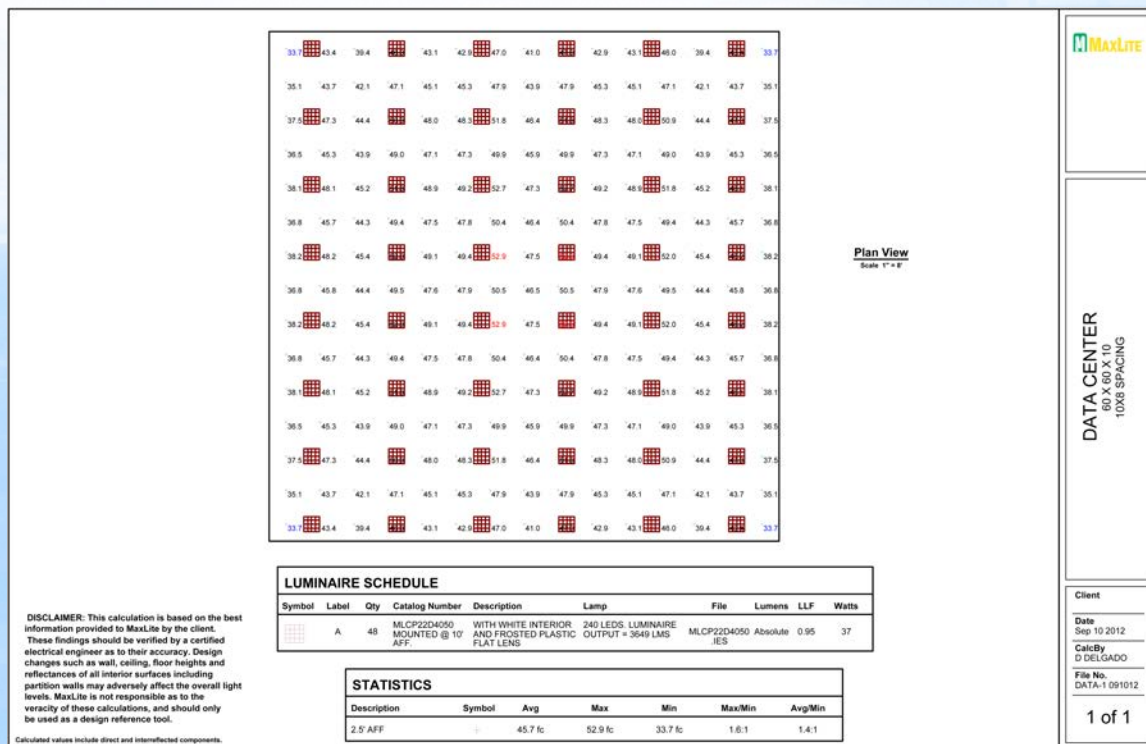 33.7 43.4 39.4 43.1 42.9 47.0 41.0 42.9 43.1 46.0 39.4 33.7
35.1 43.7 42.1 47.1 45.1 45.3 47.9 43.9 47.9 45.3 45.1 47.1 42.1 43.7 35.1
37.5 47.3 44.4 48.0 48.3 51.8 46.4 48.3 48.0 50.9 44.4 37.5
36.5 45.3 43.9 49.0 47.1 47.3 49.9 45.9 49.9 47.3 47.1 49.0 43.9 45.3 36.5
38.1 48.1 45.2 48.9 49.2 52.7 47.3 49.2 48.9 51.8 45.2 38.1
36.8 45.7 44.3 49.4 47.5 47.8 50.4 46.4 50.4 47.8 47.5 49.4 44.3 45.7 36.8
38.2 48.2 45.4 49.1 49.4 52.9 47.5 49.4 49.1 52.0 45.4 38.2
36.8 45.8 44.4 49.5 47.6 47.9 50.5 46.5 50.5 47.9 47.6 49.5 44.4 45.8 36.8
38.2 48.2 45.4 49.1 49.4 52.9 47.5 49.4 49.1 52.0 45.4 38.2
36.8 45.7 44.3 49.4 47.5 47.8 50.4 46.4 50.4 47.8 47.5 49.4 44.3 45.7 36.8
38.1 48.1 45.2 48.9 49.2 52.7 47.3 49.2 48.9 51.8 45.2 38.1
36.5 45.3 43.9 49.0 47.1 47.3 49.9 45.9 49.9 47.3 47.1 49.0 43.9 45.3 36.5
37.5 47.3 44.4 48.0 48.3 51.8 46.4 48.3 48.0 50.9 44.4 37.5
35.1 43.7 42.1 47.1 45.1 45.3 47.9 43.9 47.9 45.3 45.1 47.1 42.1 43.7 35.1
33.7 43.4 39.4 43.1 42.9 47.0 41.0 42.9 43.1 46.0 39.4 33.7
Plan View
Scale 1" = 8'
LUMINAIRE SCHEDULE
Symbol Label Qty Catalog Number Description Lamp File Lumens LLF Watts
A 48 MLCP22D4050 MOUNTED @ 10' AFF. WITH WHITE INTERIOR AND FROSTED PLASTIC FLAT LENS 240 LEDS. LUMINAIRE OUTPUT = 3649 LMS MLCP22D4050 .IES Absolute 0.95 37
STATISTICS
Description Symbol Avg Max Min Max/Min Avg/Min
2.5' AFF + 45.7 fc 52.9 fc 33.7 fc 1.6:1 1.4:1
DISCLAIMER: This calculation is based on the best
information provided to MaxLite by the client.
These findings should be verified by a certified
electrical engineer as to their accuracy. Design
changes such as wall, ceiling, floor heights and
reflectances of all interior surfaces including
partition walls may adversely affect the overall light
levels. MaxLite is not responsible as to the
veracity of these calculations, and should only
be used as a design reference tool.
Calculated values include direct and interreflected components.
MAXLITE
DATA CENTER
60 X 60 X 10
10X8 SPACING
Client
Date
Sep 10 2012
CalcBy
D DELGADO
File No.
DATA-1 091012
1 of 1